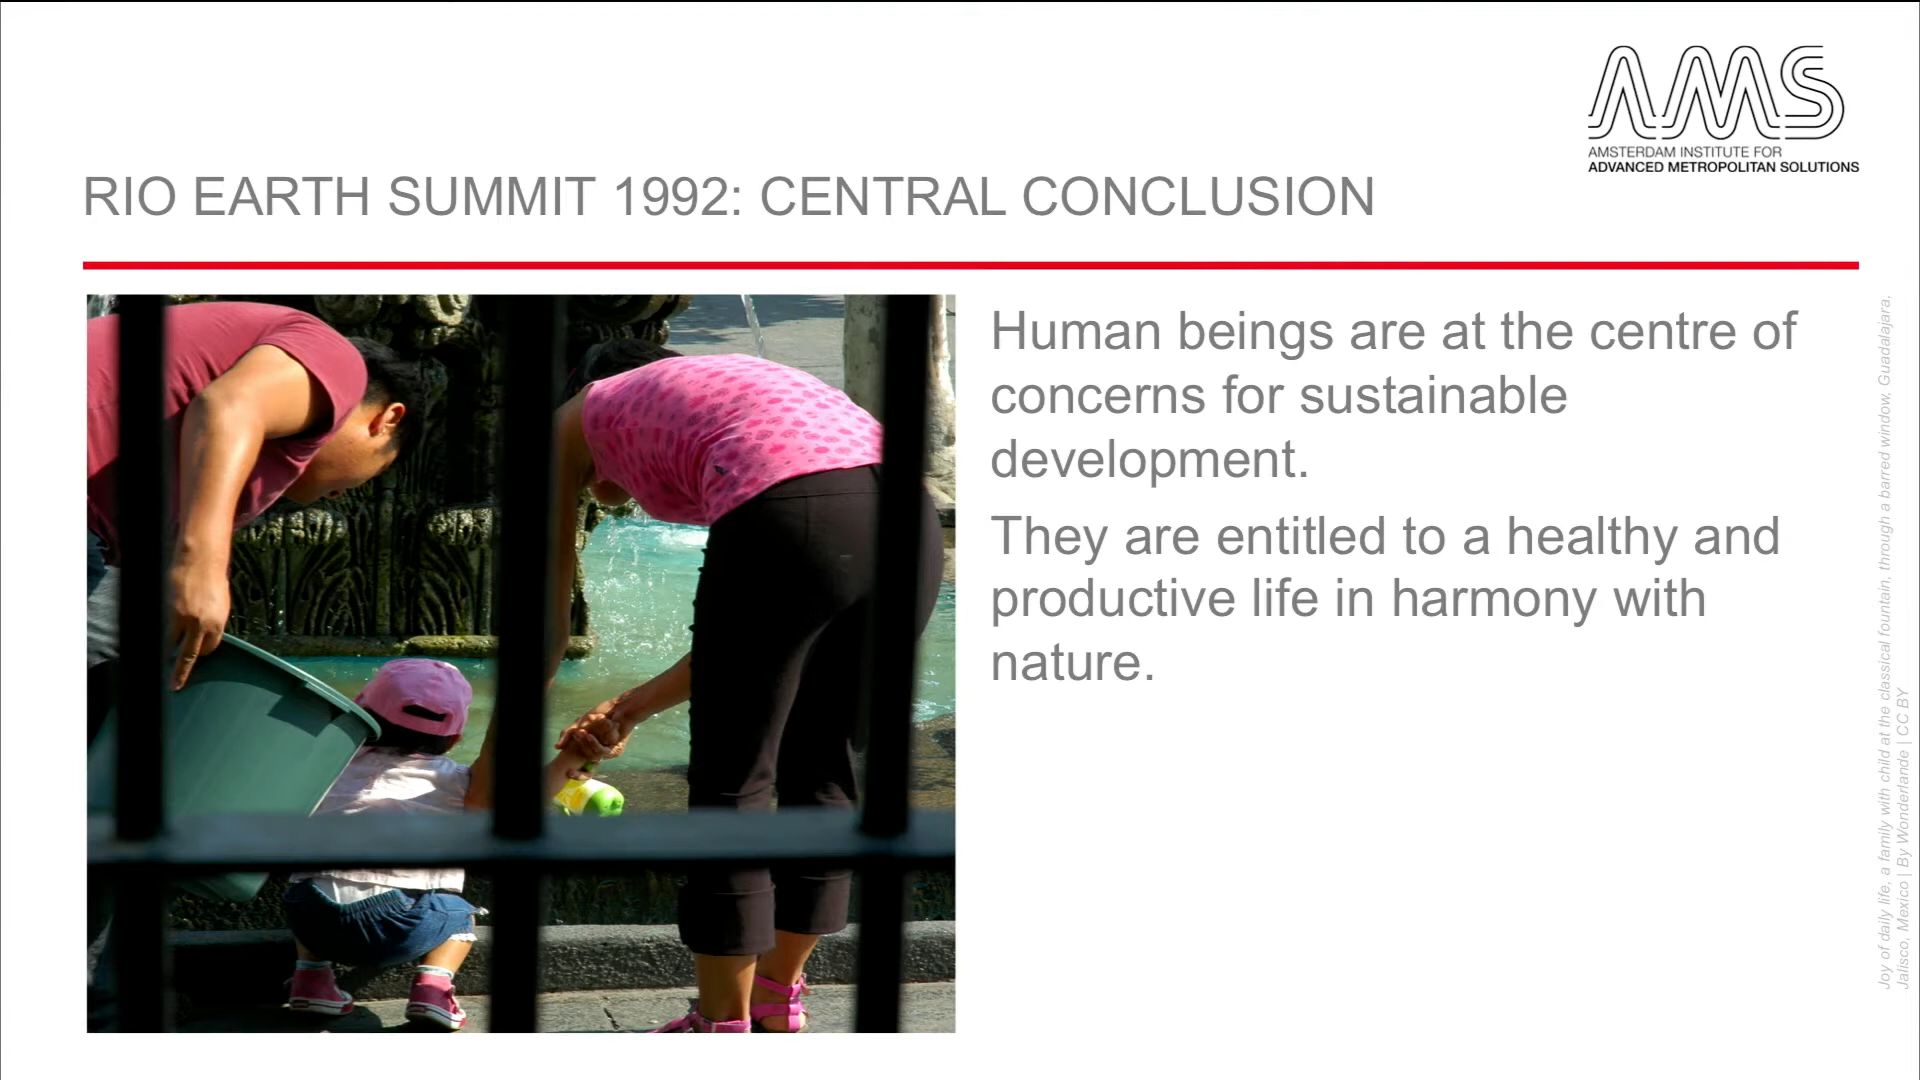 AMS
AMSTERDAM INSTITUTE FOR
ADVANCED METROPOLITAN SOLUTIONS
RIO EARTH SUMMIT 1992: CENTRAL CONCLUSION
Human beings are at the centre of
concerns for sustainable
development.
They are entitled to a healthy and
productive life in harmony with
nature.
Joy of daily life, a family with child at the classical fountain, through a barred window, Guadalajara.
Jalisco, Mexico | By Wonderlande | CC BY